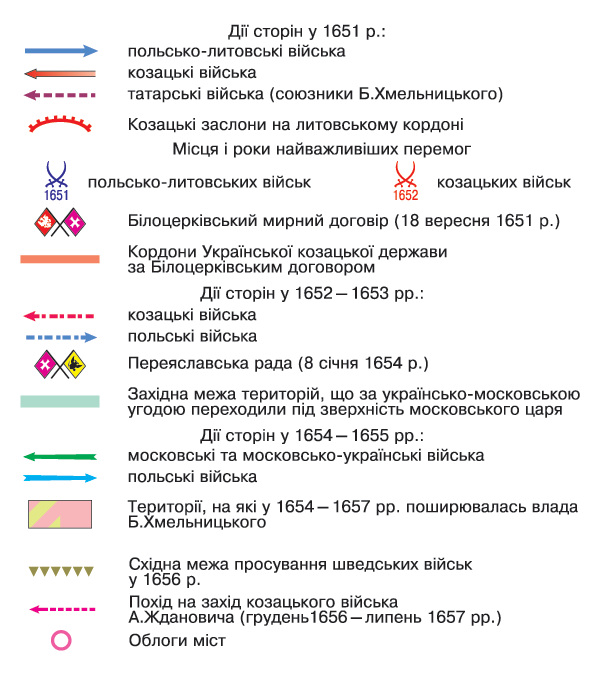 Дії сторін у 1651 р.:
польсько-литовські війська
козацькі війська
татарські війська (союзники Б.Хмельницького)
Козацькі заслони на литовському кордоні
Місця і роки найважливіших перемог
1651 польсько-литовських військ 1652 козацьких військ
Білоцерківський мирний договір (18 вересня 1651 р.)
Кордони Української козацької держави
за Білоцерківським договором
Дії сторін у 1652—1653 рр.:
козацькі війська
польські війська
Переяславська рада (8 січня 1654 р.)
Західна межа територій, що за українсько-московською
угодою переходили під зверхність московського царя
Дії сторін у 1654—1655 рр.:
московські та московсько-українські війська
польські війська
Території, на які у 1654—1657 рр. поширювалась влада
Б.Хмельницького
Східна межа просування шведських військ
у 1656 р.
Похід на захід козацького війська
А.Ждановича (грудень1656—липень 1657 рр.)
Облоги міст